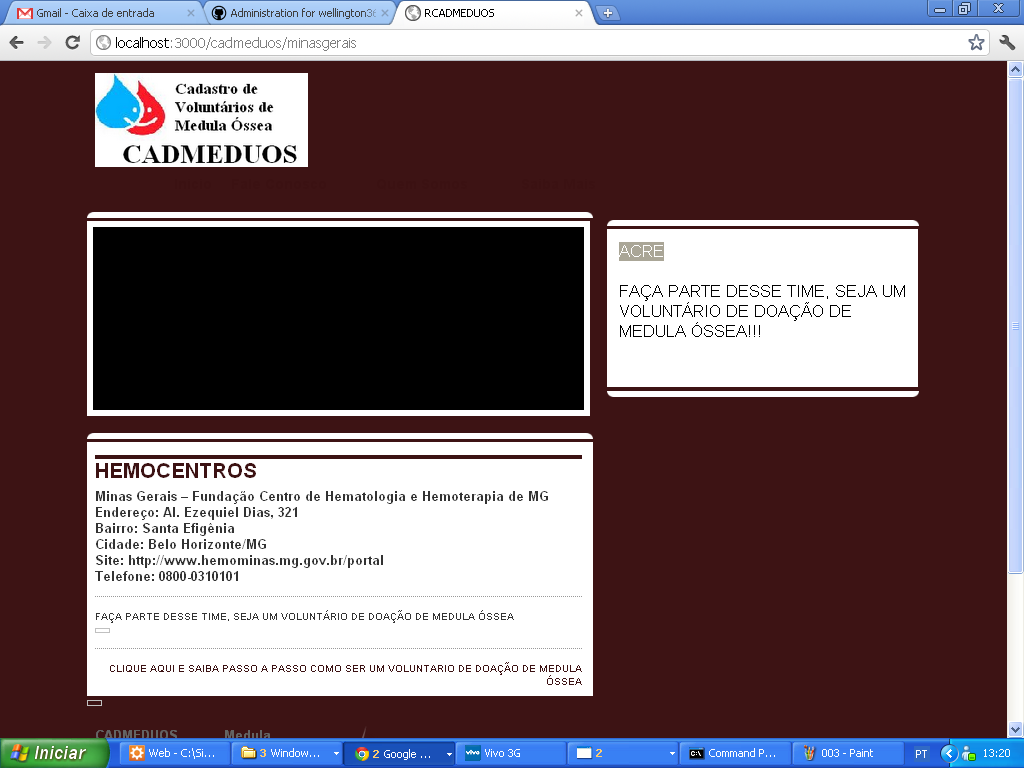 Gmail - Caixa de entrada
Administration for wellington36
RCADMEDUOS
localhost:3000/cadmeduos/minasgerais
Cadastro de
Voluntários de
Medula Óssea
CADMEDUOS
ACRE
FAÇA PARTE DESSE TIME, SEJA UM
VOLUNTÁRIO DE DOAÇÃO DE
MEDULA ÓSSEA!!!
HEMOCENTROS
Minas Gerais – Fundação Centro de Hematologia e Hemoterapia de MG
Endereço: Al. Ezequiel Dias, 321
Bairro: Santa Efigênia
Cidade: Belo Horizonte/MG
Site: http://www.hemominas.mg.gov.br/portal
Telefone: 0800-0310101
FAÇA PARTE DESSE TIME, SEJA UM VOLUNTÁRIO DE DOAÇÃO DE MEDULA ÓSSEA
CLIQUE AQUI E SAIBA PASSO A PASSO COMO SER UM VOLUNTARIO DE DOAÇÃO DE MEDULA
ÓSSEA
CADMEDUOS Medula /
Iniciar
Web - C:\Si...
3 Window...
2 Google ...
Vivo 3G
2
Command P...
003 - Paint
PT
13:20